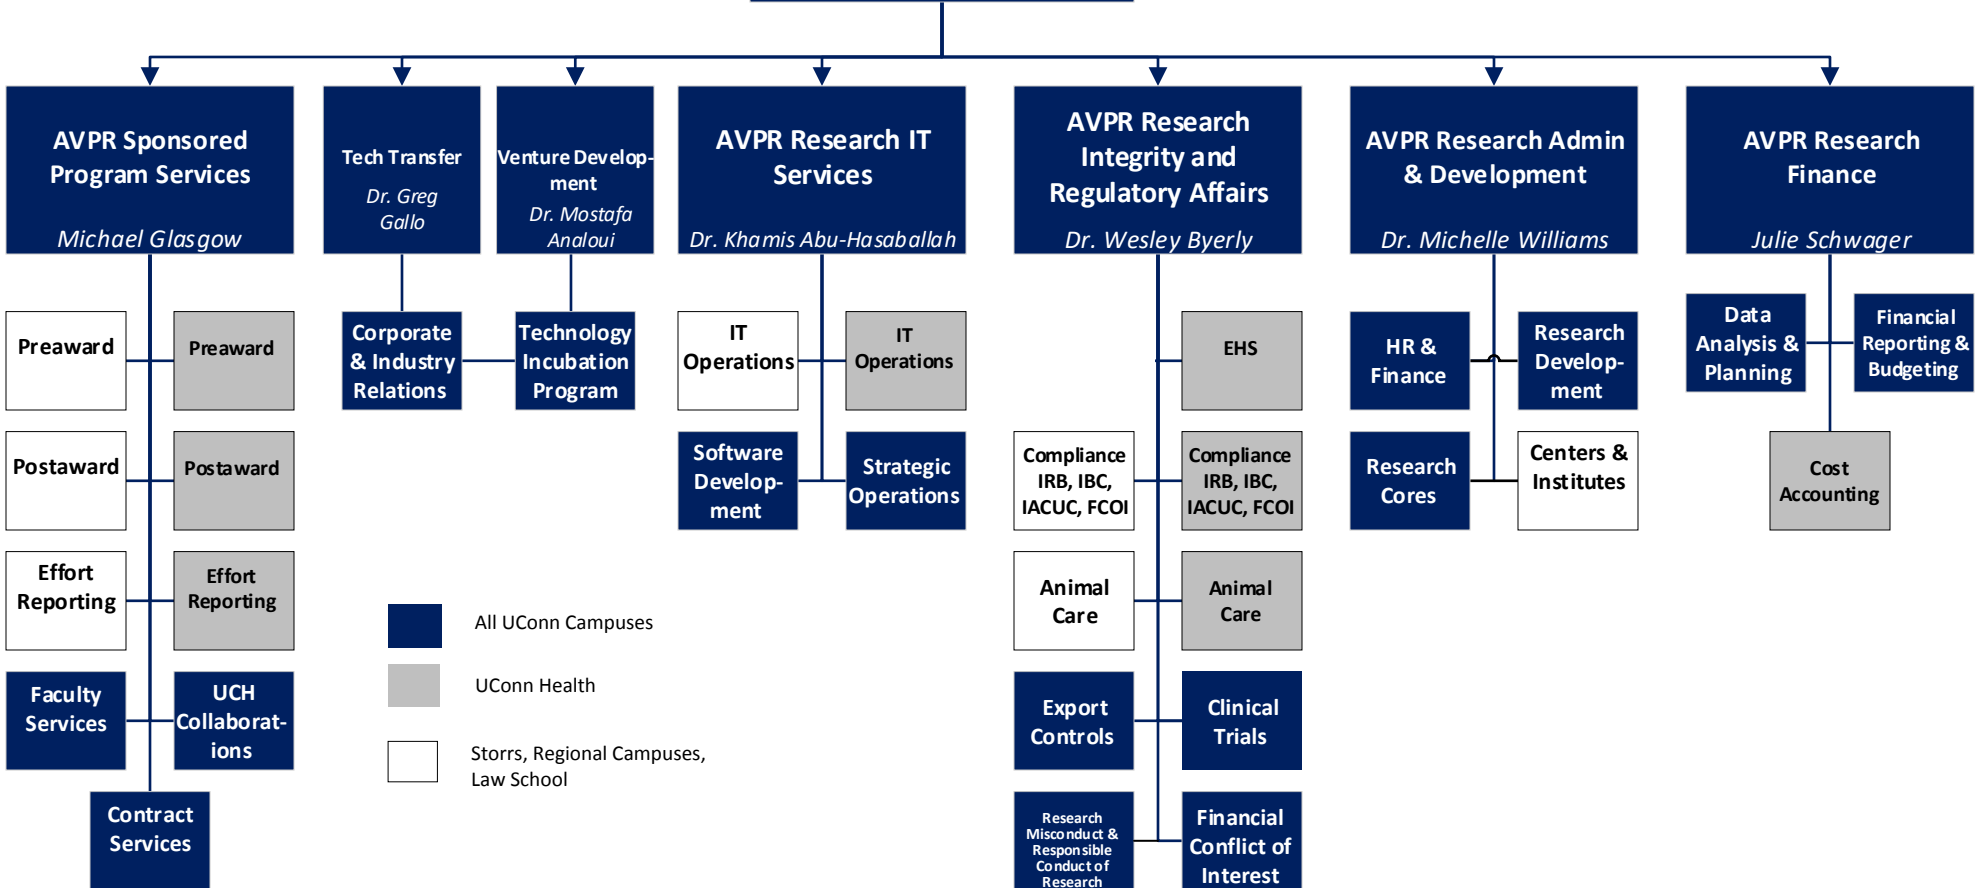 AVPR Sponsored
Program Services
Michael Glasgow
Tech Transfer
Dr. Greg
Gallo
Venture Develop-
ment
Dr. Mostafa
Analoui
AVPR Research IT
Services
Dr. Khamis Abu-Hasaballah
AVPR Research
Integrity and
Regulatory Affairs
Dr. Wesley Byerly
AVPR Research Admin
& Development
Dr. Michelle Williams
AVPR Research
Finance
Julie Schwager
Preaward
Preaward
Postaward
Postaward
Effort
Reporting
Effort
Reporting
Faculty
Services
UCH
Collaborat-
ions
Contract
Services
Corporate
& Industry
Relations
Technology
Incubation
Program
IT
Operations
IT
Operations
Software
Develop-
ment
Strategic
Operations
EHS
Compliance
IRB, IBC,
IACUC, FCOI
Compliance
IRB, IBC,
IACUC, FCOI
Animal
Care
Animal
Care
Export
Controls
Clinical
Trials
Research
Misconduct &
Responsible
Conduct of
Research
Financial
Conflict of
Interest
HR &
Finance
Research
Develop-
ment
Research
Cores
Centers &
Institutes
Data
Analysis &
Planning
Financial
Reporting &
Budgeting
Cost
Accounting
All UConn Campuses
UConn Health
Storrs, Regional Campuses,
Law School